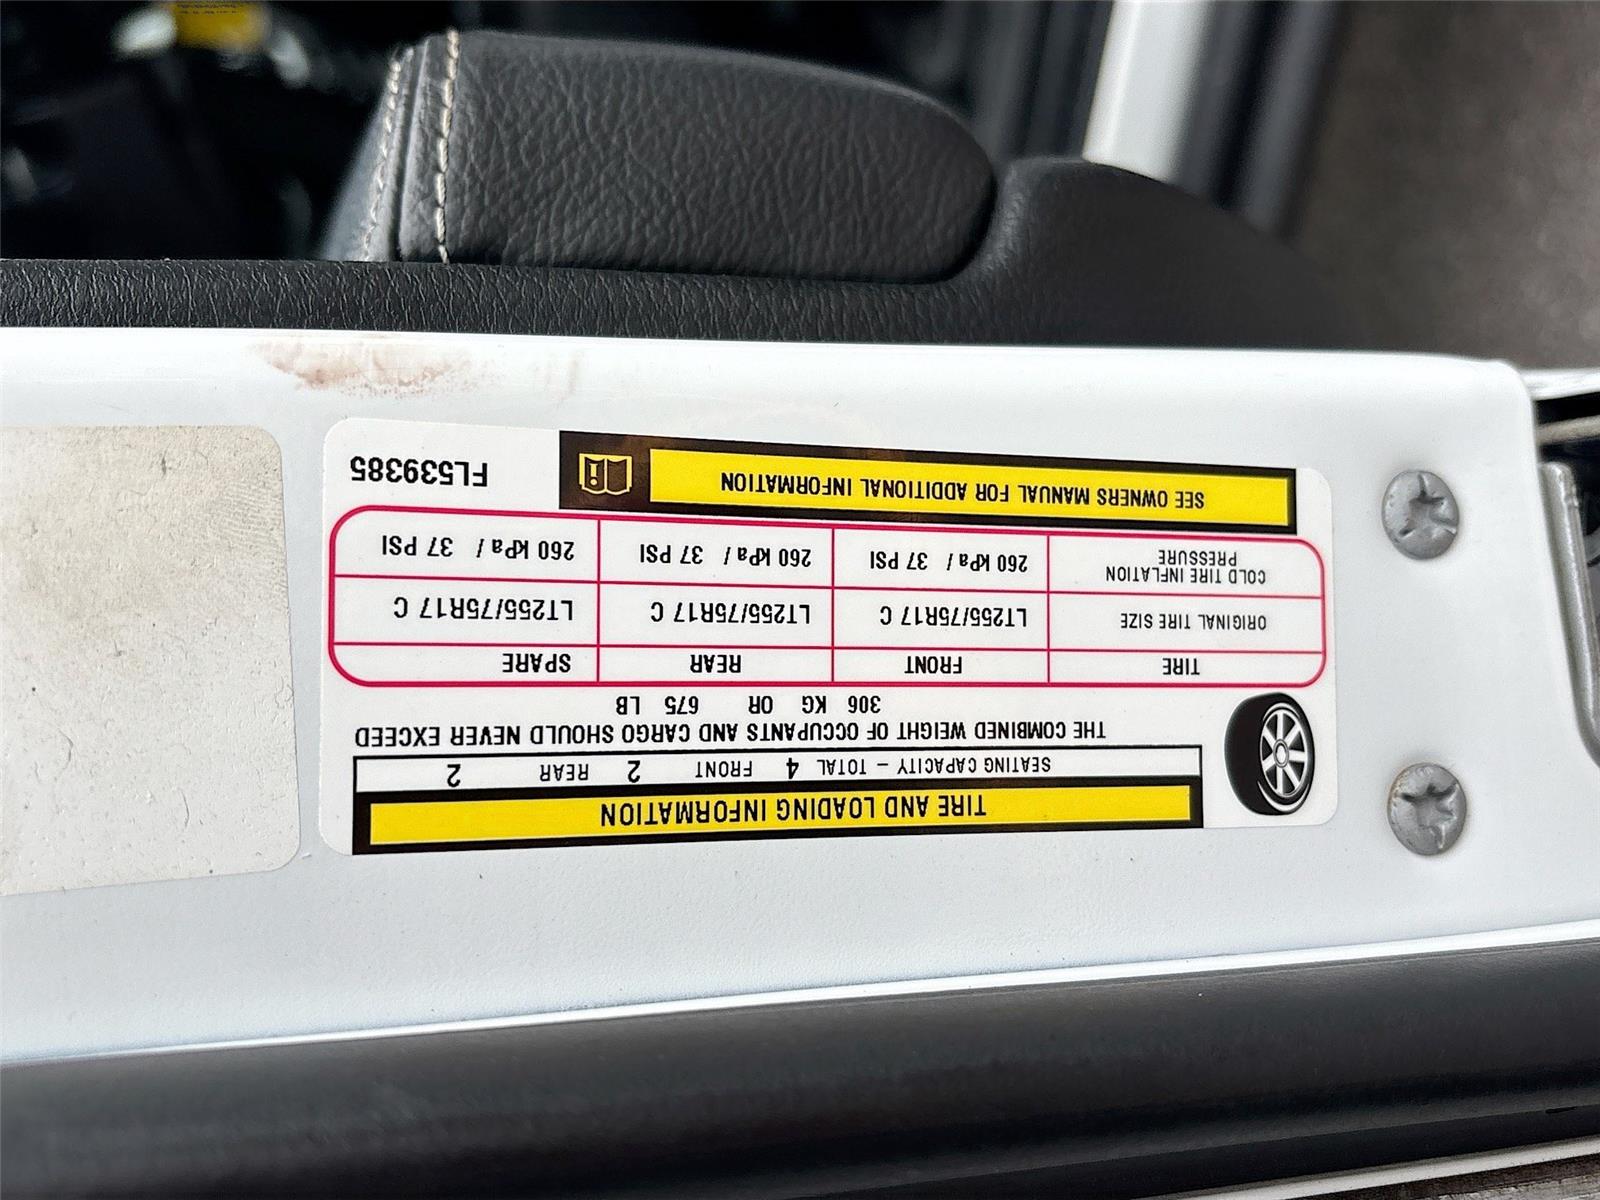 TIRE AND LOADING INFORMATION
SEATING CAPACITY – TOTAL 4 FRONT 2 REAR 2
THE COMBINED WEIGHT OF OCCUPANTS AND CARGO SHOULD NEVER EXCEED
306 KG OR 675 LB
TIRE FRONT REAR SPARE
ORIGINAL TIRE SIZE LT255/75R17 C LT255/75R17 C LT255/75R17 C
COLD TIRE INFLATION
PRESSURE 260 kPa / 37 PSI 260 kPa / 37 PSI 260 kPa / 37 PSI
SEE OWNERS MANUAL FOR ADDITIONAL INFORMATION
FL539385